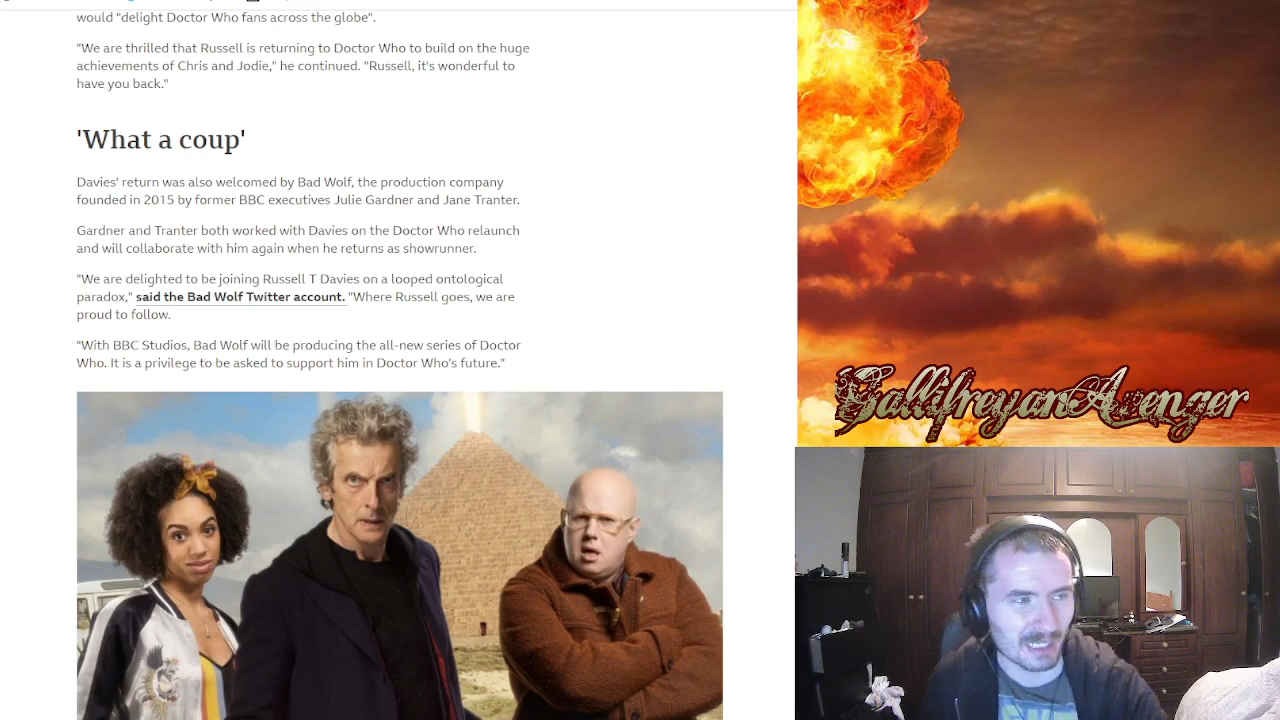 would "delight Doctor Who fans across the globe".
"We are thrilled that Russell is returning to Doctor Who to build on the huge
achievements of Chris and Jodie," he continued. "Russell, it's wonderful to
have you back."
'What a coup'
Davies' return was also welcomed by Bad Wolf, the production company
founded in 2015 by former BBC executives Julie Gardner and Jane Tranter.
Gardner and Tranter both worked with Davies on the Doctor Who relaunch
and will collaborate with him again when he returns as showrunner.
"We are delighted to be joining Russell T Davies on a looped ontological
paradox," said the Bad Wolf Twitter account. "Where Russell goes, we are
proud to follow.
"With BBC Studios, Bad Wolf will be producing the all-new series of Doctor
Who. It is a privilege to be asked to support him in Doctor Who's future."
GallifreyanAvenger